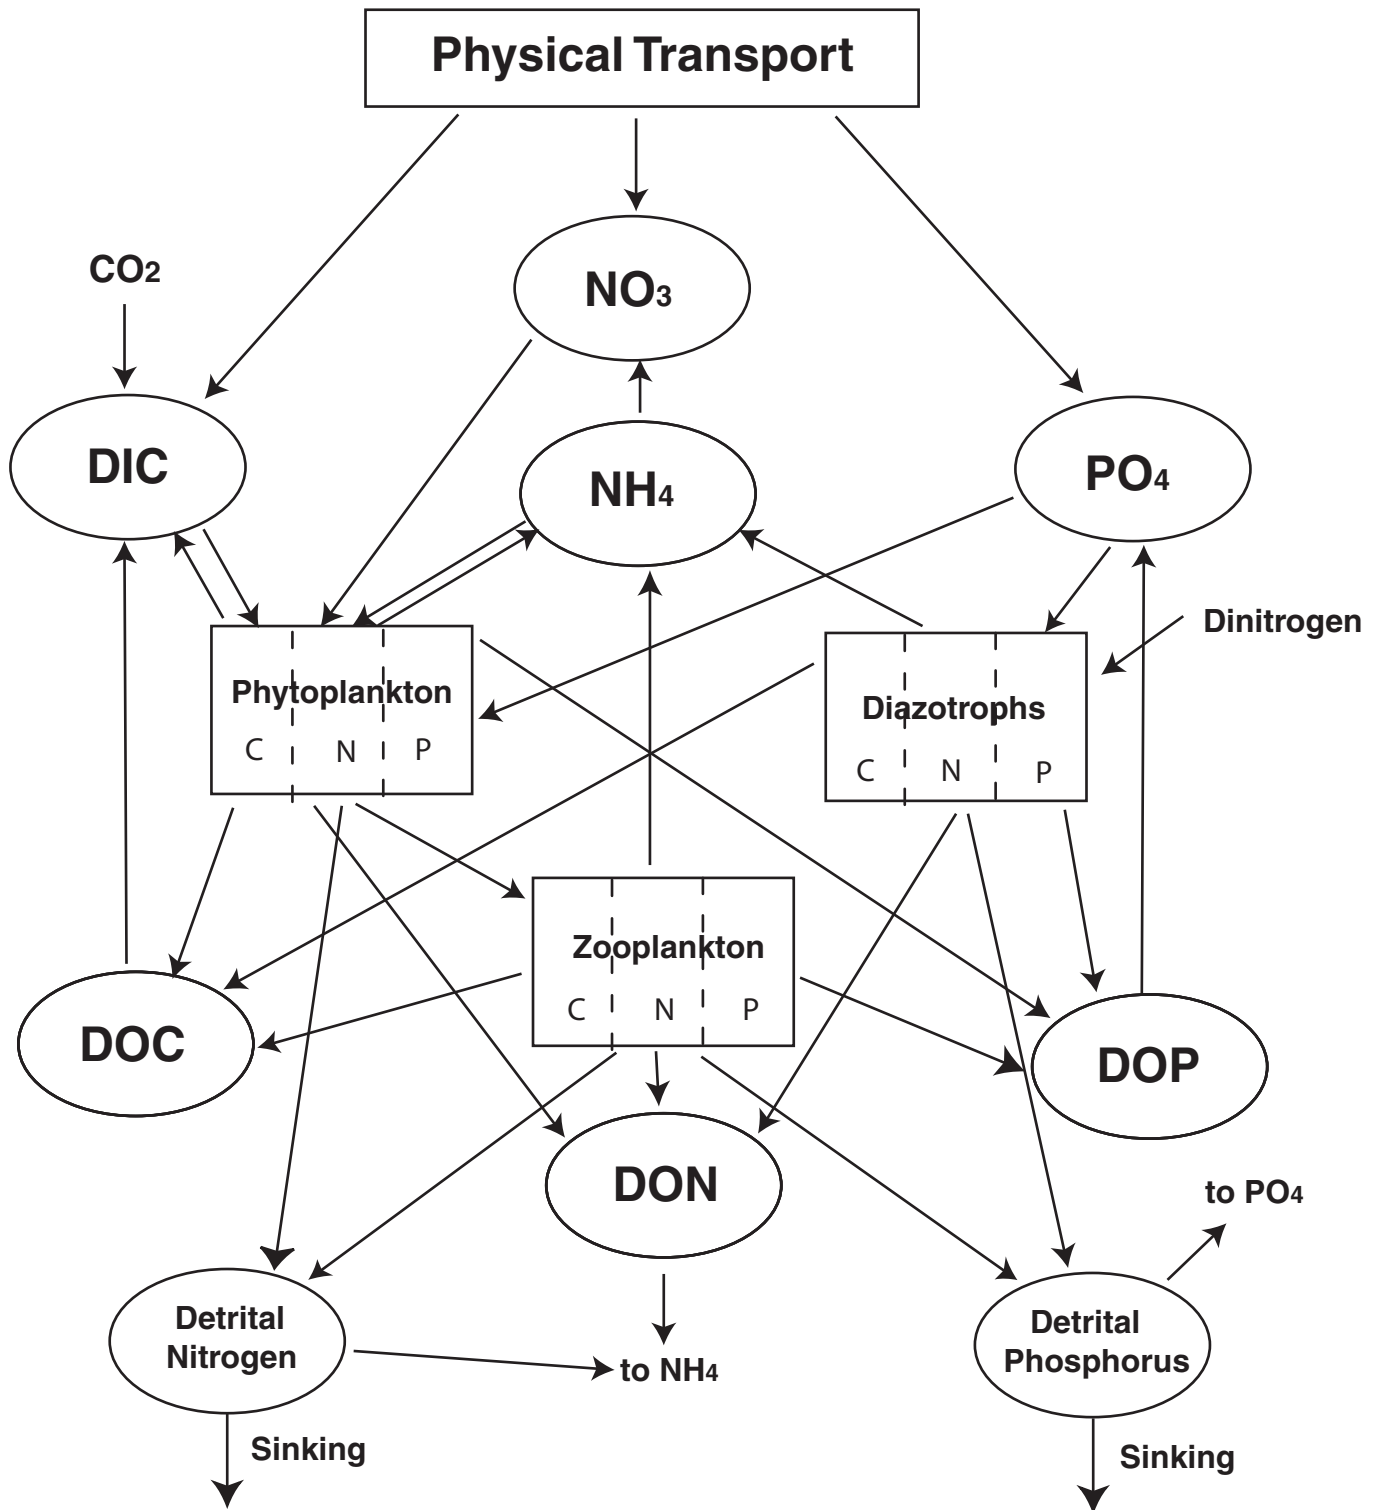 Physical Transport
CO2
NO3
DIC
NH4
PO4
Dinitrogen
Phytoplankton
C N P
Diazotrophs
C N P
Zooplankton
C N P
DOC
DOP
DON
to PO4
Detrital
Nitrogen
to NH4
Detrital
Phosphorus
Sinking
Sinking